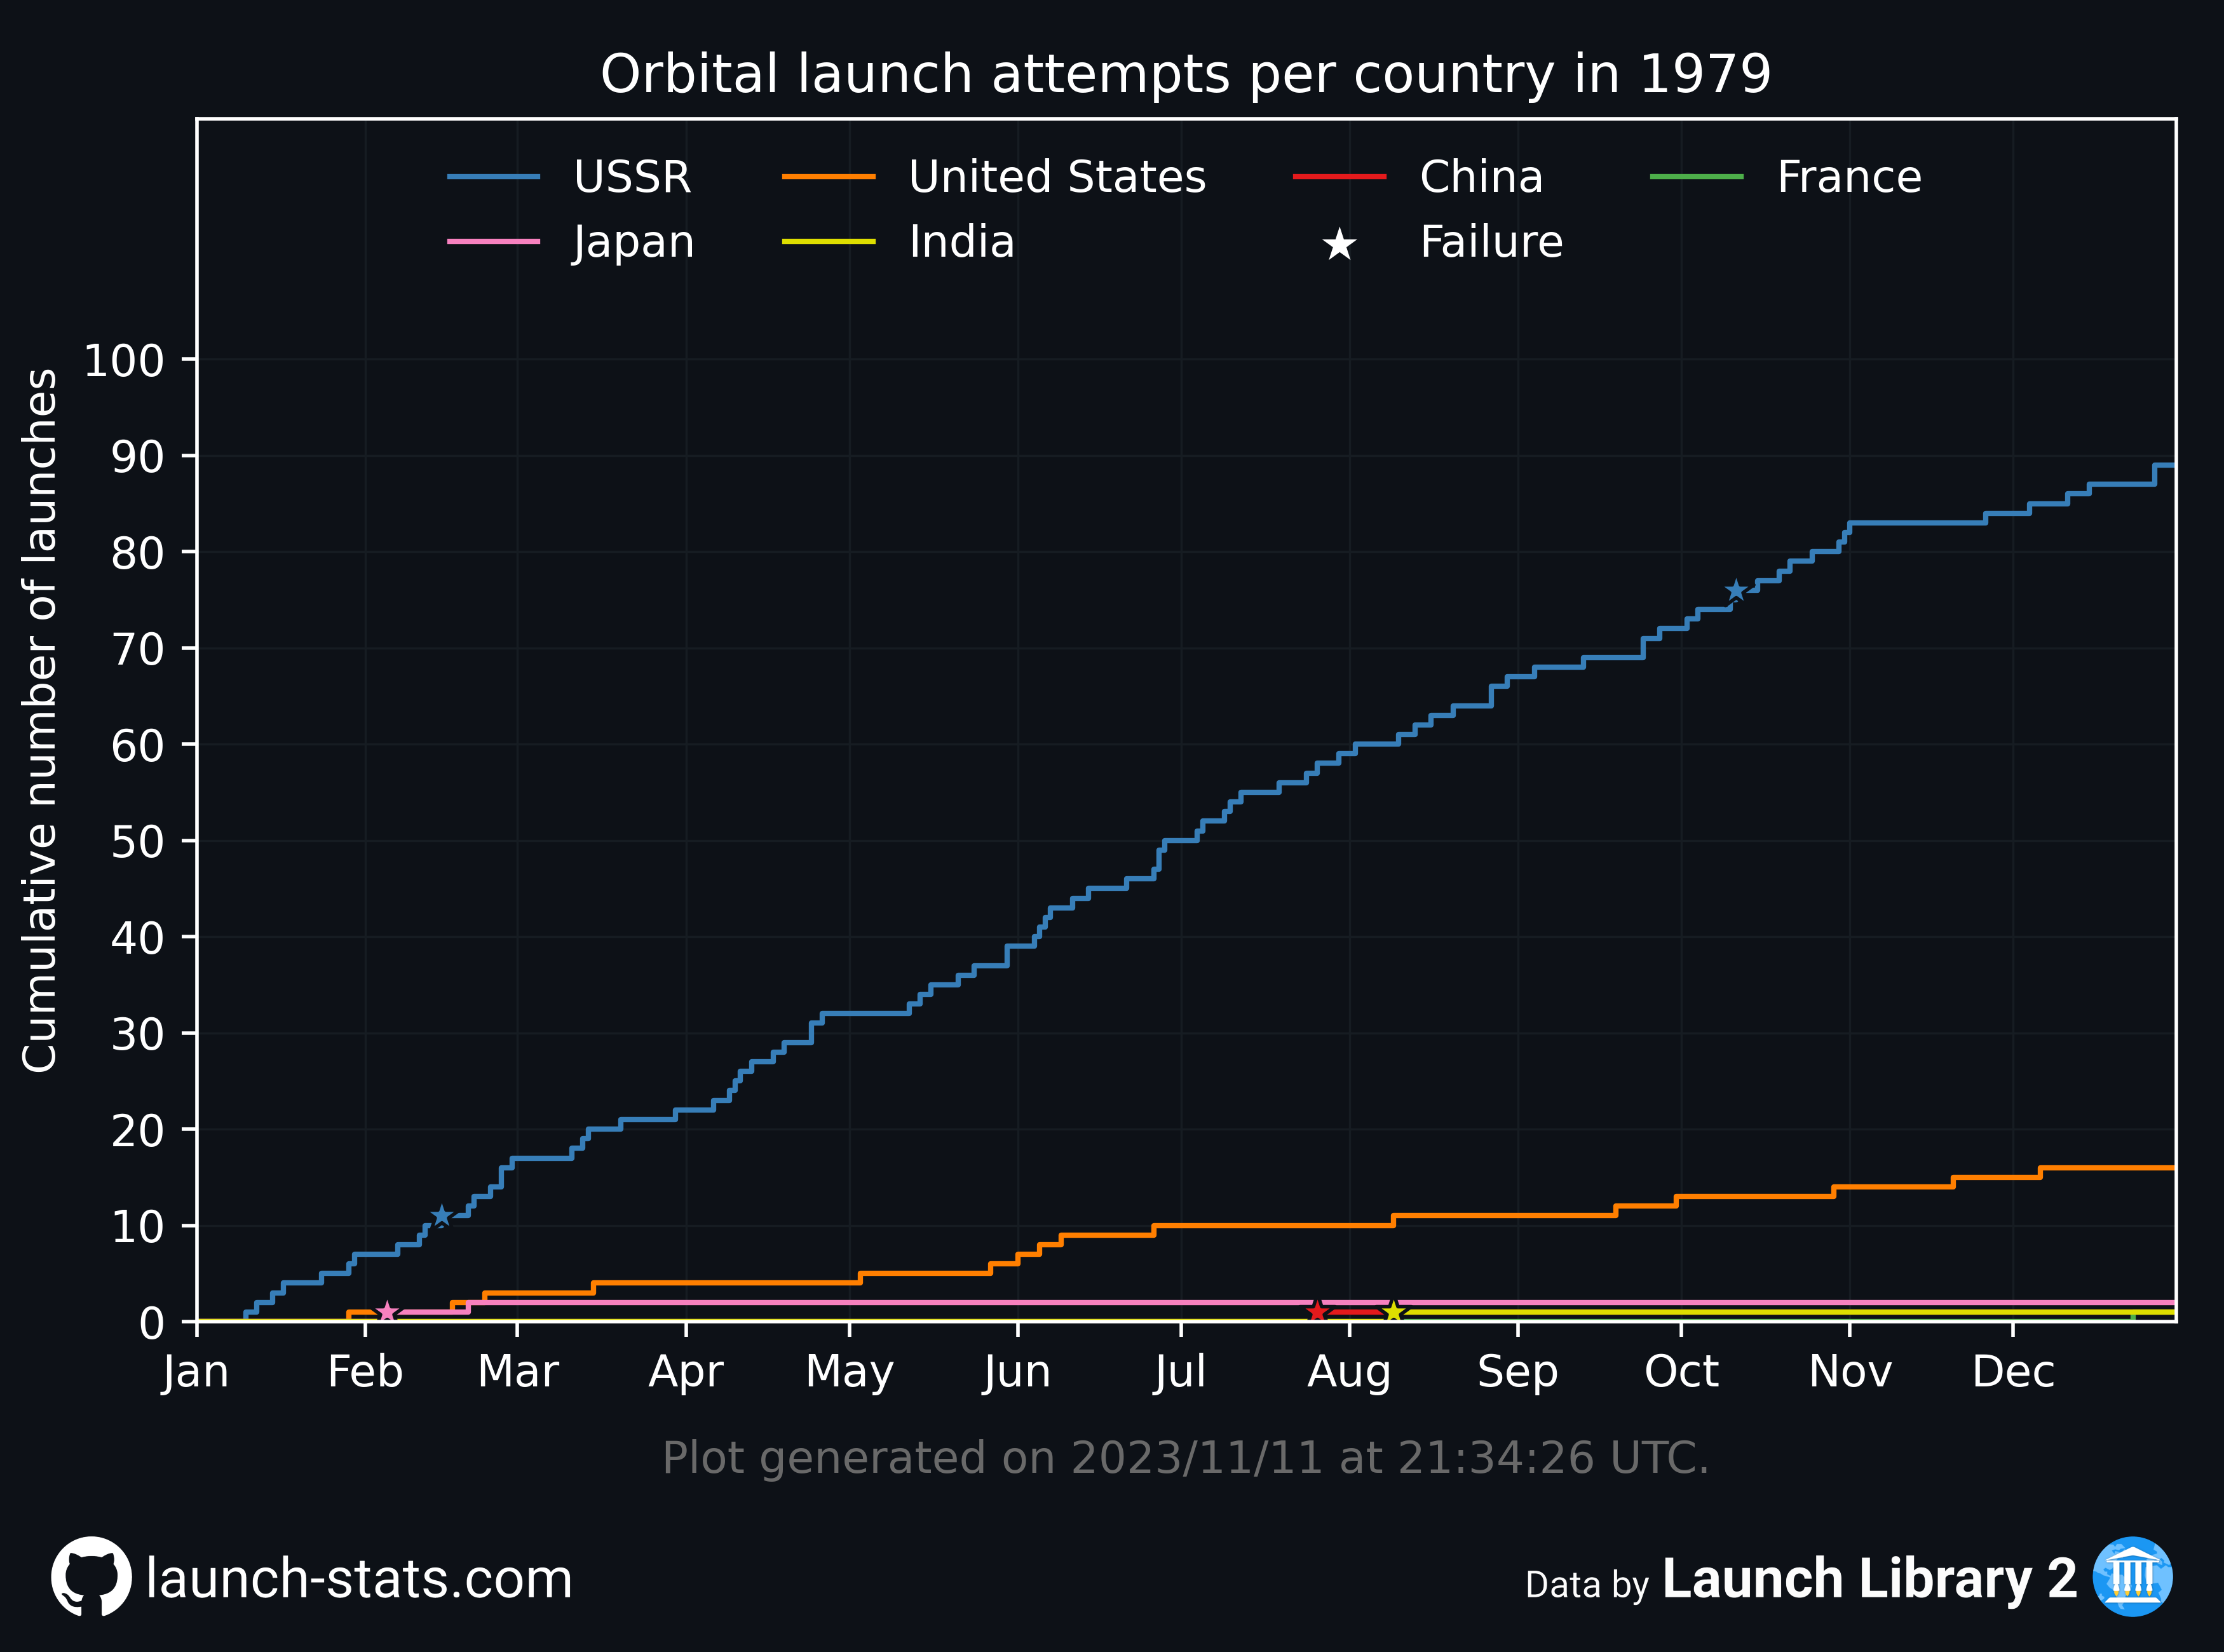 Orbital launch attempts per country in 1979
USSR
United States
China
France
Japan
India
Failure
Cumulative number of launches
100
90
80
70
60
50
40
30
20
10
0
Jan Feb Mar Apr May Jun Jul Aug Sep Oct Nov Dec
Plot generated on 2023/11/11 at 21:34:26 UTC.
launch-stats.com
Data by Launch Library 2